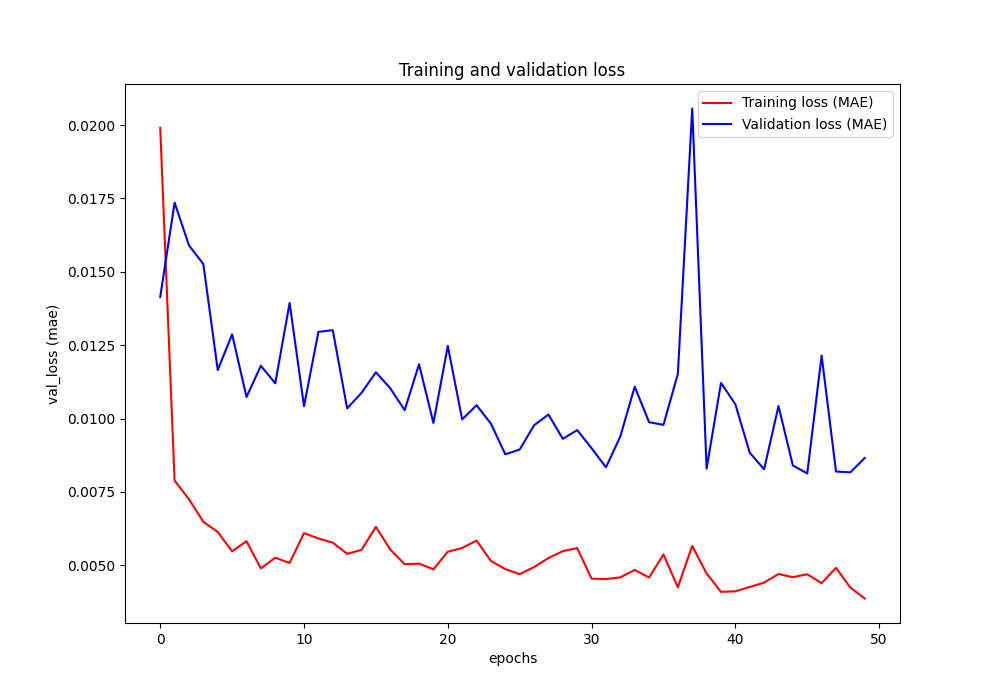 Training and validation loss
Training loss (MAE)
Validation loss (MAE)
0.0200
0.0175
0.0150
0.0125
0.0100
0.0075
0.0050
val_loss (mae)
0 10 20 30 40 50
epochs